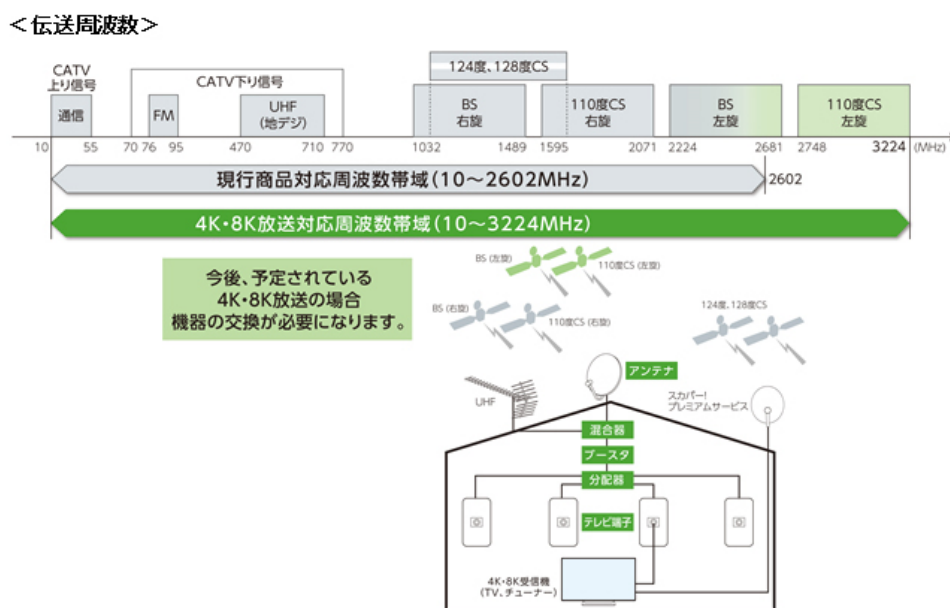 ＜伝送周波数＞
CATV
上り信号
CATV下り信号
124度、128度CS
通信
FM
UHF
(地デジ)
BS
右旋
110度CS
右旋
BS
左旋
110度CS
左旋
10 55 70 76 95 470 710 770 1032 1489 1595 2071 2224 2681 2748 3224 (MHz)
現行商品対応周波数帯域(10～2602MHz)
2602
4K・8K放送対応周波数帯域(10～3224MHz)
今後、予定されている
4K・8K放送の場合
機器の交換が必要になります。
BS (左旋)
110度CS (左旋)
BS (右旋)
110度CS (右旋)
124度、128度CS
アンテナ
UHF
スカパー!
プレミアムサービス
混合器
ブースタ
分配器
テレビ端子
4K・8K受信機
(TV、チューナー)